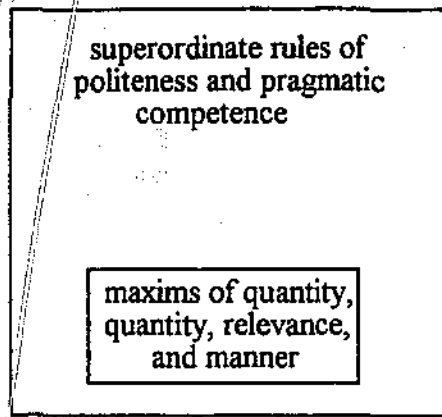 superordinate rules of
politeness and pragmatic
competence
maxims of quantity,
quantity, relevance,
and manner